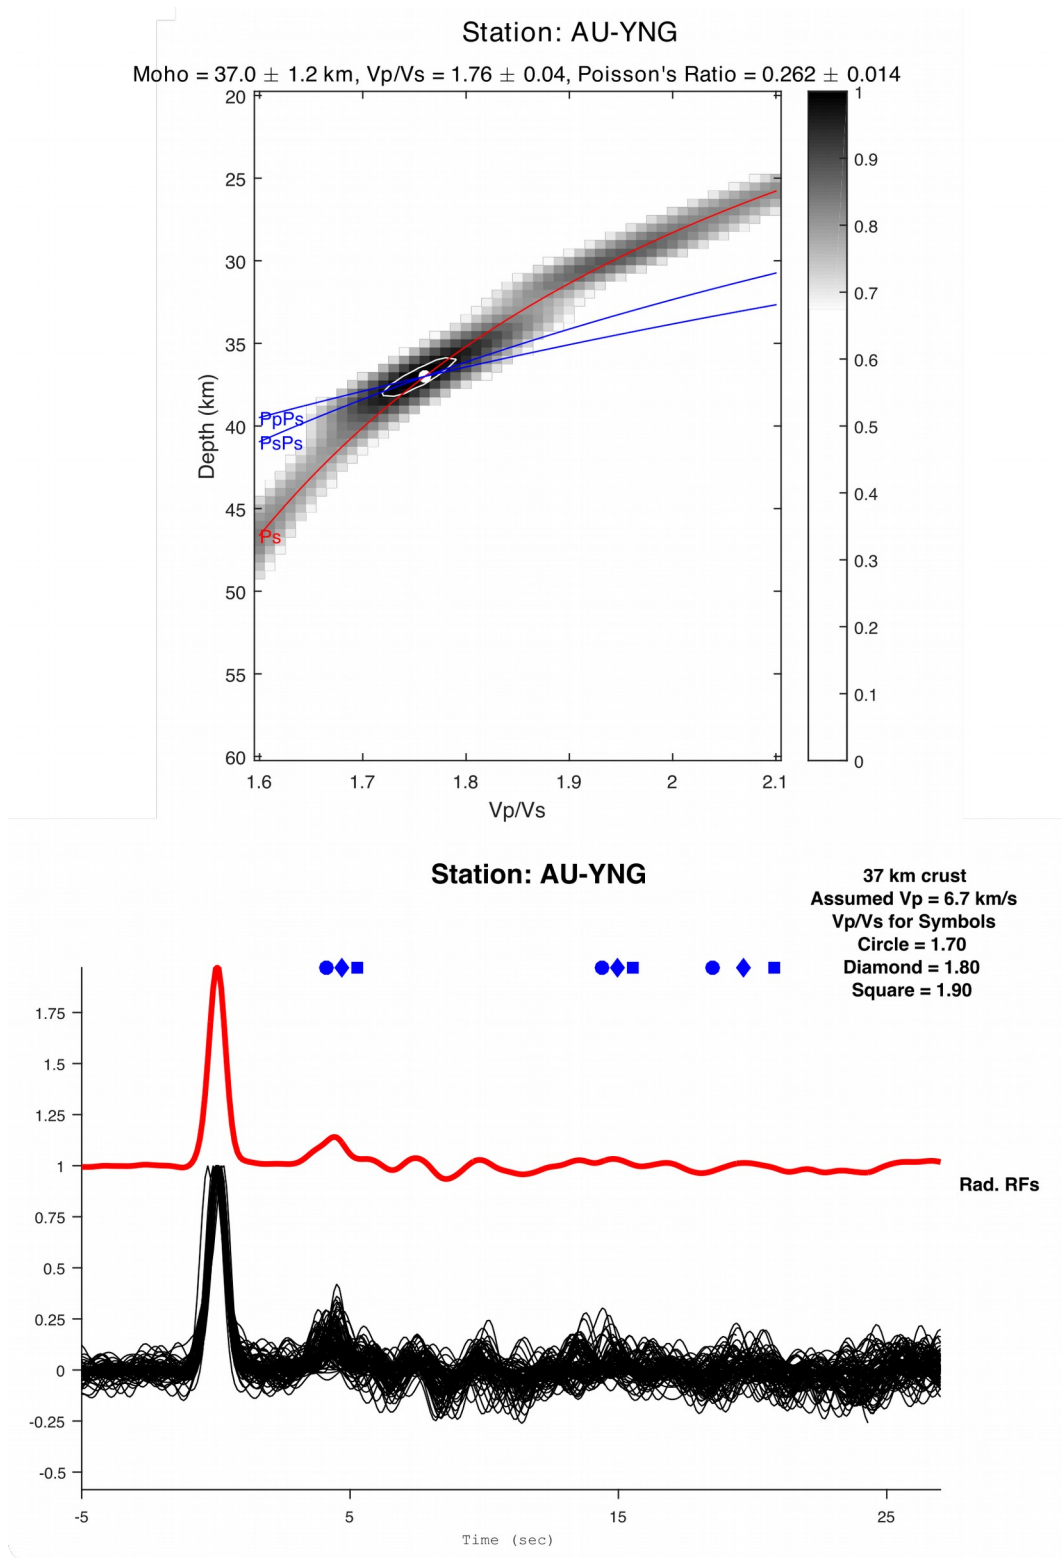 Station: AU-YNG
Moho = 37.0 ± 1.2 km, Vp/Vs = 1.76 ± 0.04, Poisson's Ratio = 0.262 ± 0.014
20
25
30
35
40
45
50
55
60
Depth (km)
PpPs
PsPs
Ps
1.6
1.7
1.8
1.9
2
2.1
Vp/Vs
1
0.9
0.8
0.7
0.6
0.5
0.4
0.3
0.2
0.1
0
Station: AU-YNG
37 km crust
Assumed Vp = 6.7 km/s
Vp/Vs for Symbols
Circle = 1.70
Diamond = 1.80
Square = 1.90
1.75
1.5
1.25
1
0.75
0.5
0.25
0
-0.25
-0.5
Rad. RFs
-5
5
15
25
Time (sec)